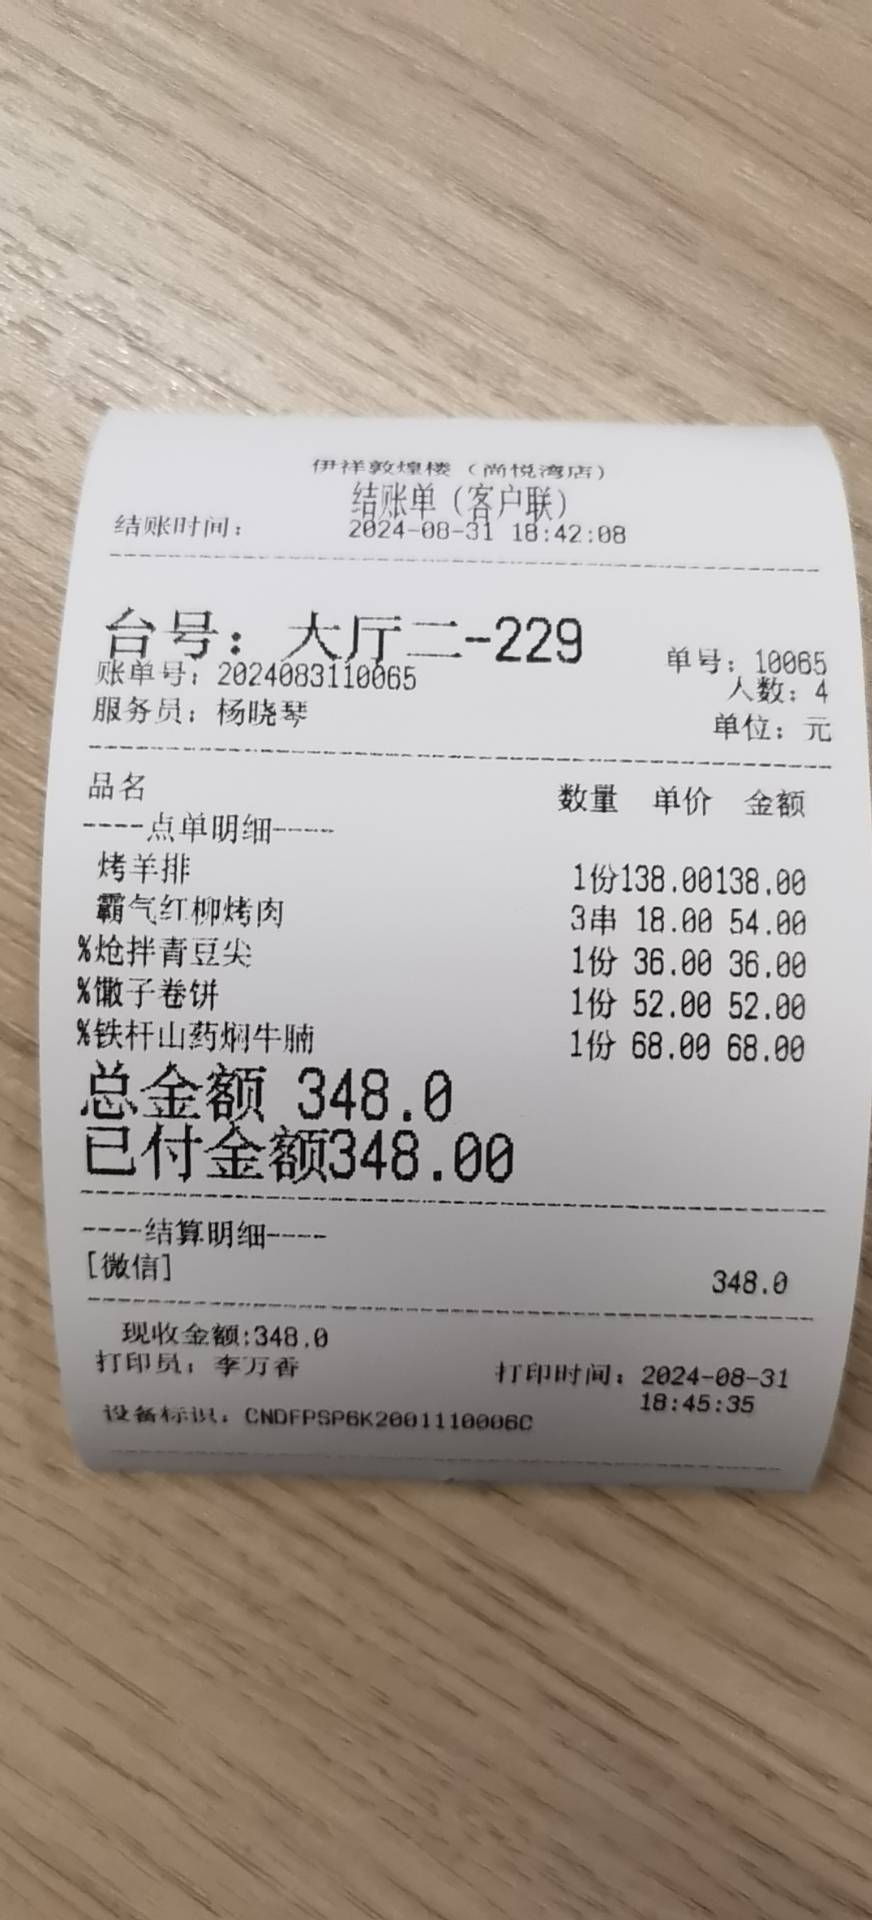 伊祥敦煌楼（尚悦湾店）
结账单（客户联）
结账时间： 2024-08-31 18:42:08
台号：大厅二-229
单号：10065
账单号：2024083110065
人数：4
服务员：杨晓琴
单位：元
品名 数量 单价 金额
----点单明细----
烤羊排 1份138.00138.00
霸气红柳烤肉 3串 18.00 54.00
%炝拌青豆尖 1份 36.00 36.00
%馓子卷饼 1份 52.00 52.00
%铁杆山药焖牛腩 1份 68.00 68.00
总金额 348.0
已付金额348.00
----结算明细----
[微信] 348.0
现收金额:348.0
打印员：李万香 打印时间：2024-08-31
18:45:35
设备标识：CNDFPSP6K2001110006C